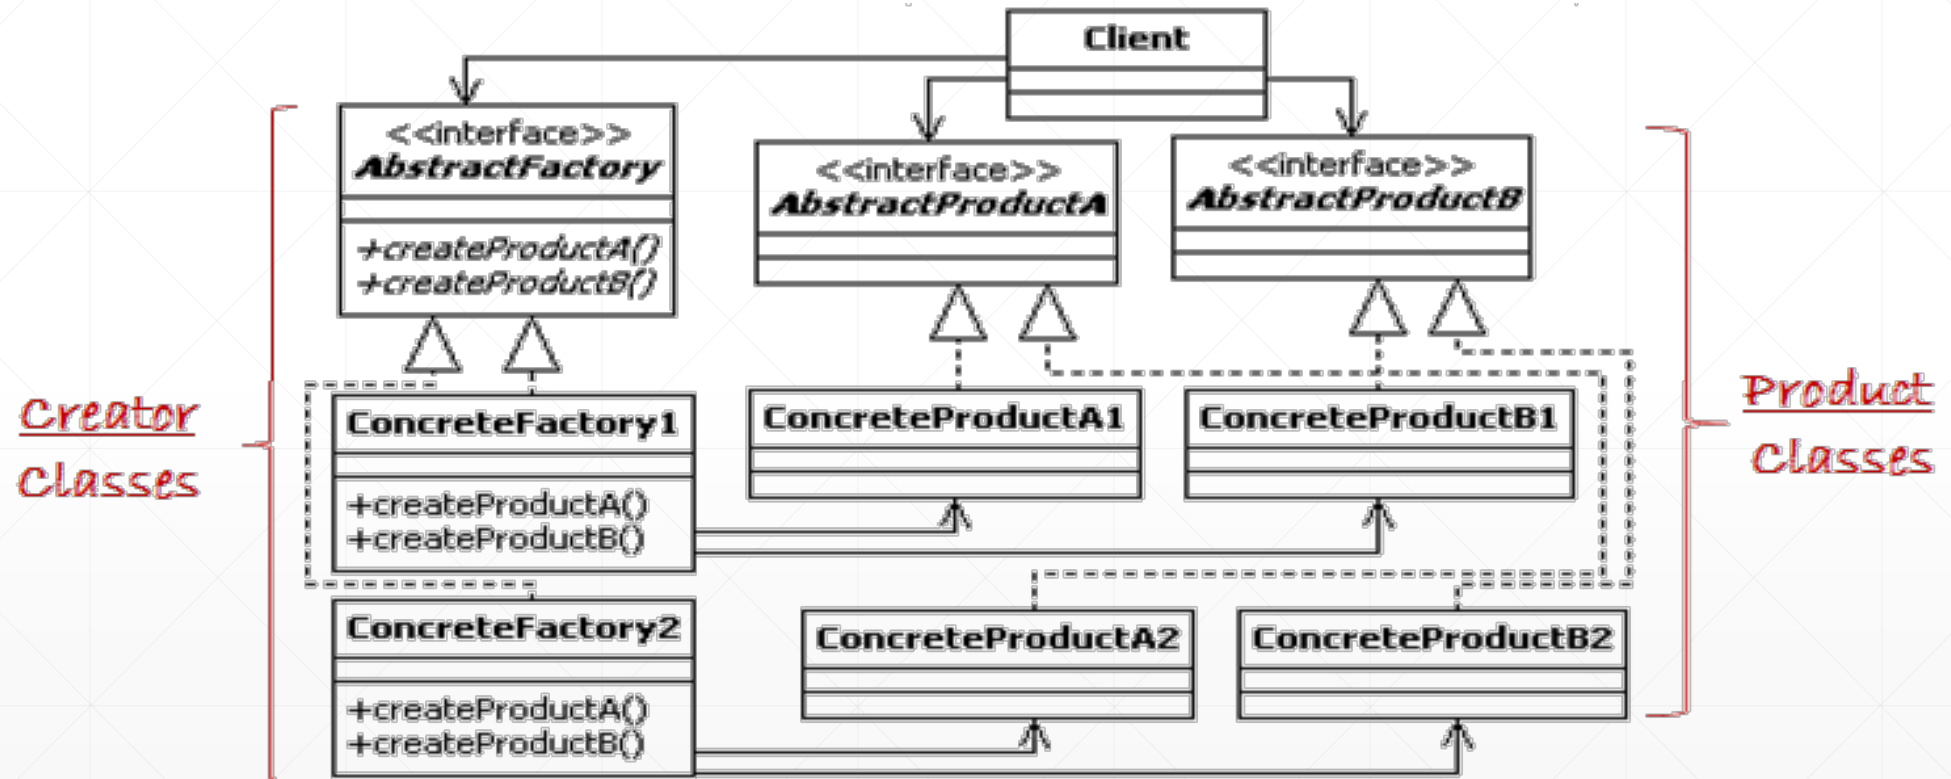 Client
<<interface>>
AbstractFactory
+createProductA()
+createProductB()
<<interface>>
AbstractProductA
<<interface>>
AbstractProductB
Creator
Classes
ConcreteFactory1
+createProductA()
+createProductB()
ConcreteProductA1
ConcreteProductB1
Product
Classes
ConcreteFactory2
+createProductA()
+createProductB()
ConcreteProductA2
ConcreteProductB2